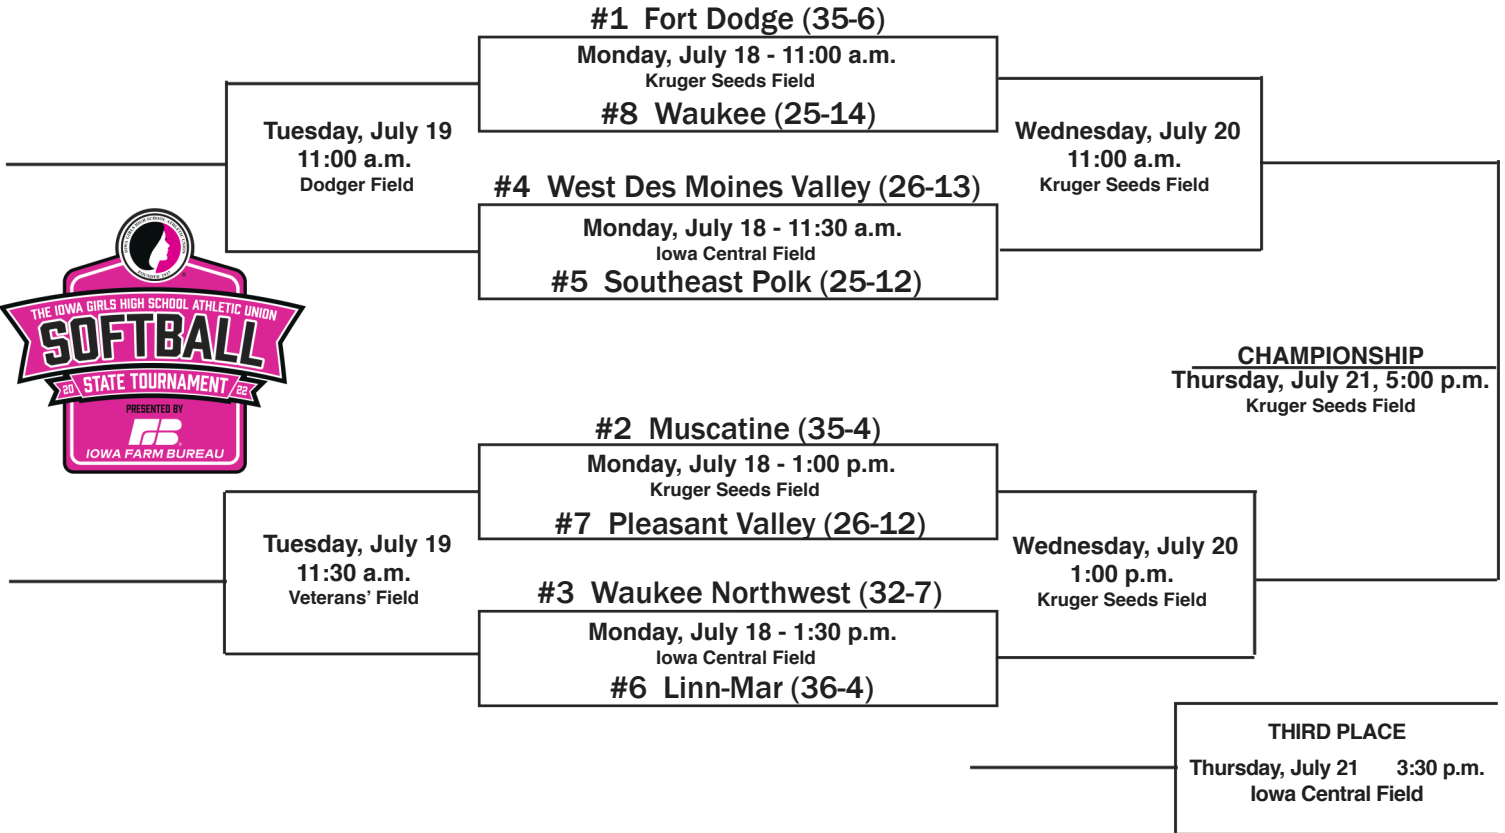 #1 Fort Dodge (35-6)
Monday, July 18 - 11:00 a.m.
Kruger Seeds Field
#8 Waukee (25-14)
Tuesday, July 19
11:00 a.m.
Dodger Field
Wednesday, July 20
11:00 a.m.
Kruger Seeds Field
#4 West Des Moines Valley (26-13)
Monday, July 18 - 11:30 a.m.
Iowa Central Field
#5 Southeast Polk (25-12)
IOWA GIRLS HIGH SCHOOL ATHLETIC UNION
THE IOWA GIRLS HIGH SCHOOL ATHLETIC UNION
SOFTBALL
20 STATE TOURNAMENT 22
PRESENTED BY
FB
IOWA FARM BUREAU
CHAMPIONSHIP
Thursday, July 21, 5:00 p.m.
Kruger Seeds Field
#2 Muscatine (35-4)
Monday, July 18 - 1:00 p.m.
Kruger Seeds Field
#7 Pleasant Valley (26-12)
Tuesday, July 19
11:30 a.m.
Veterans’ Field
Wednesday, July 20
1:00 p.m.
Kruger Seeds Field
#3 Waukee Northwest (32-7)
Monday, July 18 - 1:30 p.m.
Iowa Central Field
#6 Linn-Mar (36-4)
THIRD PLACE
Thursday, July 21 3:30 p.m.
Iowa Central Field